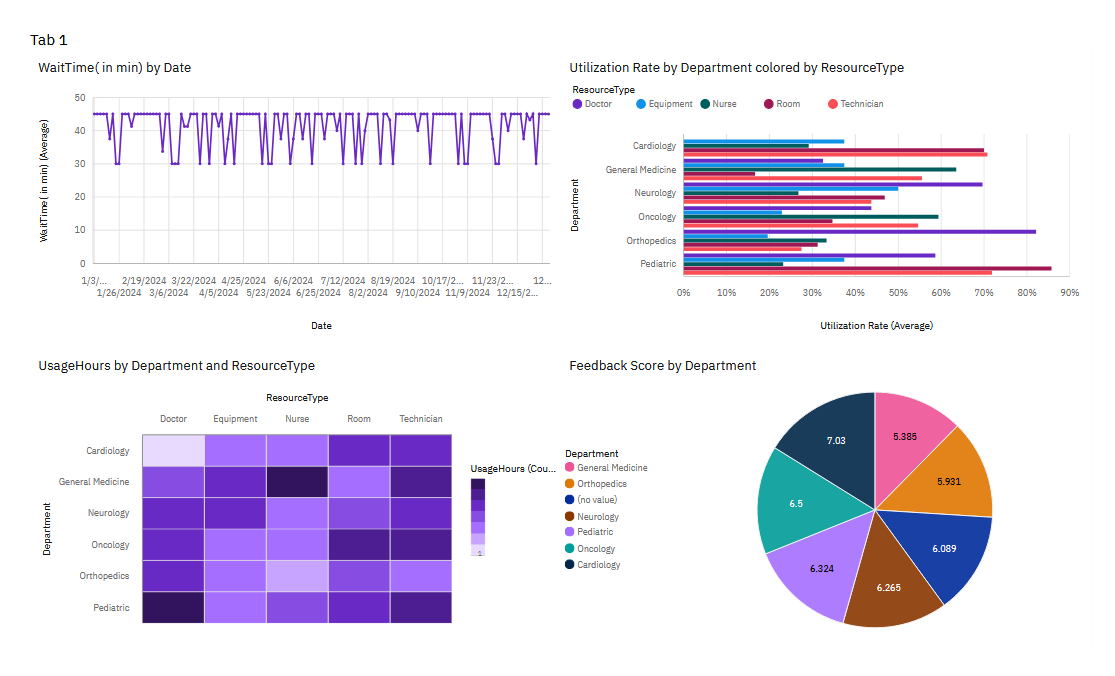 Tab 1
WaitTime( in min) by Date
WaitTime( in min) (Average)
50
40
30
20
10
0
1/3/... 2/19/2024 3/22/2024 4/25/2024 6/6/2024 7/12/2024 8/19/2024 10/17/2... 11/23/2... 12...
1/26/2024 3/6/2024 4/5/2024 5/23/2024 6/25/2024 8/2/2024 9/10/2024 11/9/2024 12/15/2...
Date
Utilization Rate by Department colored by ResourceType
ResourceType
Doctor Equipment Nurse Room Technician
Department
Cardiology
General Medicine
Neurology
Oncology
Orthopedics
Pediatric
0% 10% 20% 30% 40% 50% 60% 70% 80% 90%
Utilization Rate (Average)
UsageHours by Department and ResourceType
ResourceType
Doctor Equipment Nurse Room Technician
Department
Cardiology
General Medicine
Neurology
Oncology
Orthopedics
Pediatric
UsageHours (Cou...
1
Feedback Score by Department
Department
General Medicine
Orthopedics
(no value)
Neurology
Pediatric
Oncology
Cardiology
5.385
5.931
6.089
6.265
6.324
6.5
7.03